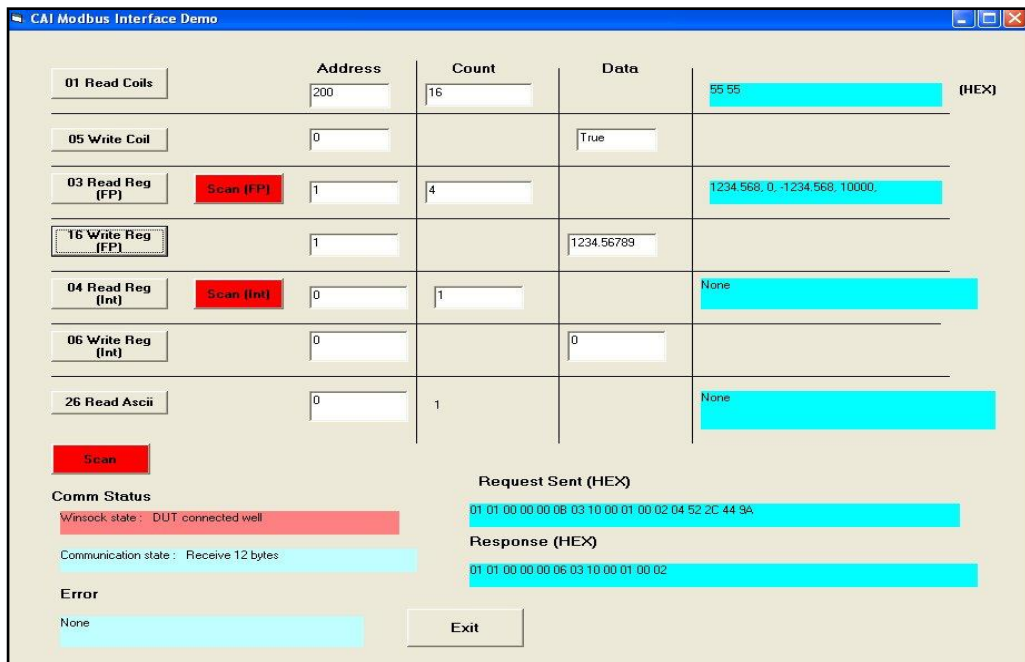 CAI Modbus Interface Demo
Address Count Data
01 Read Coils 200 16 55 55 (HEX)
05 Write Coil 0 True
03 Read Reg (FP) Scan (FP) 1 4 1234.568, 0, -1234.568, 10000,
16 Write Reg (FP) 1 1234.56789
04 Read Reg (Int) Scan (Int) 0 1 None
06 Write Reg (Int) 0 0
26 Read Ascii 0 1 None
Scan
Request Sent (HEX)
Comm Status
01 01 00 00 00 0B 03 10 00 01 00 02 04 52 2C 44 9A
Winsock state : DUT connected well
Response (HEX)
Communication state : Receive 12 bytes
01 01 00 00 00 06 03 10 00 01 00 02
Error
None
Exit